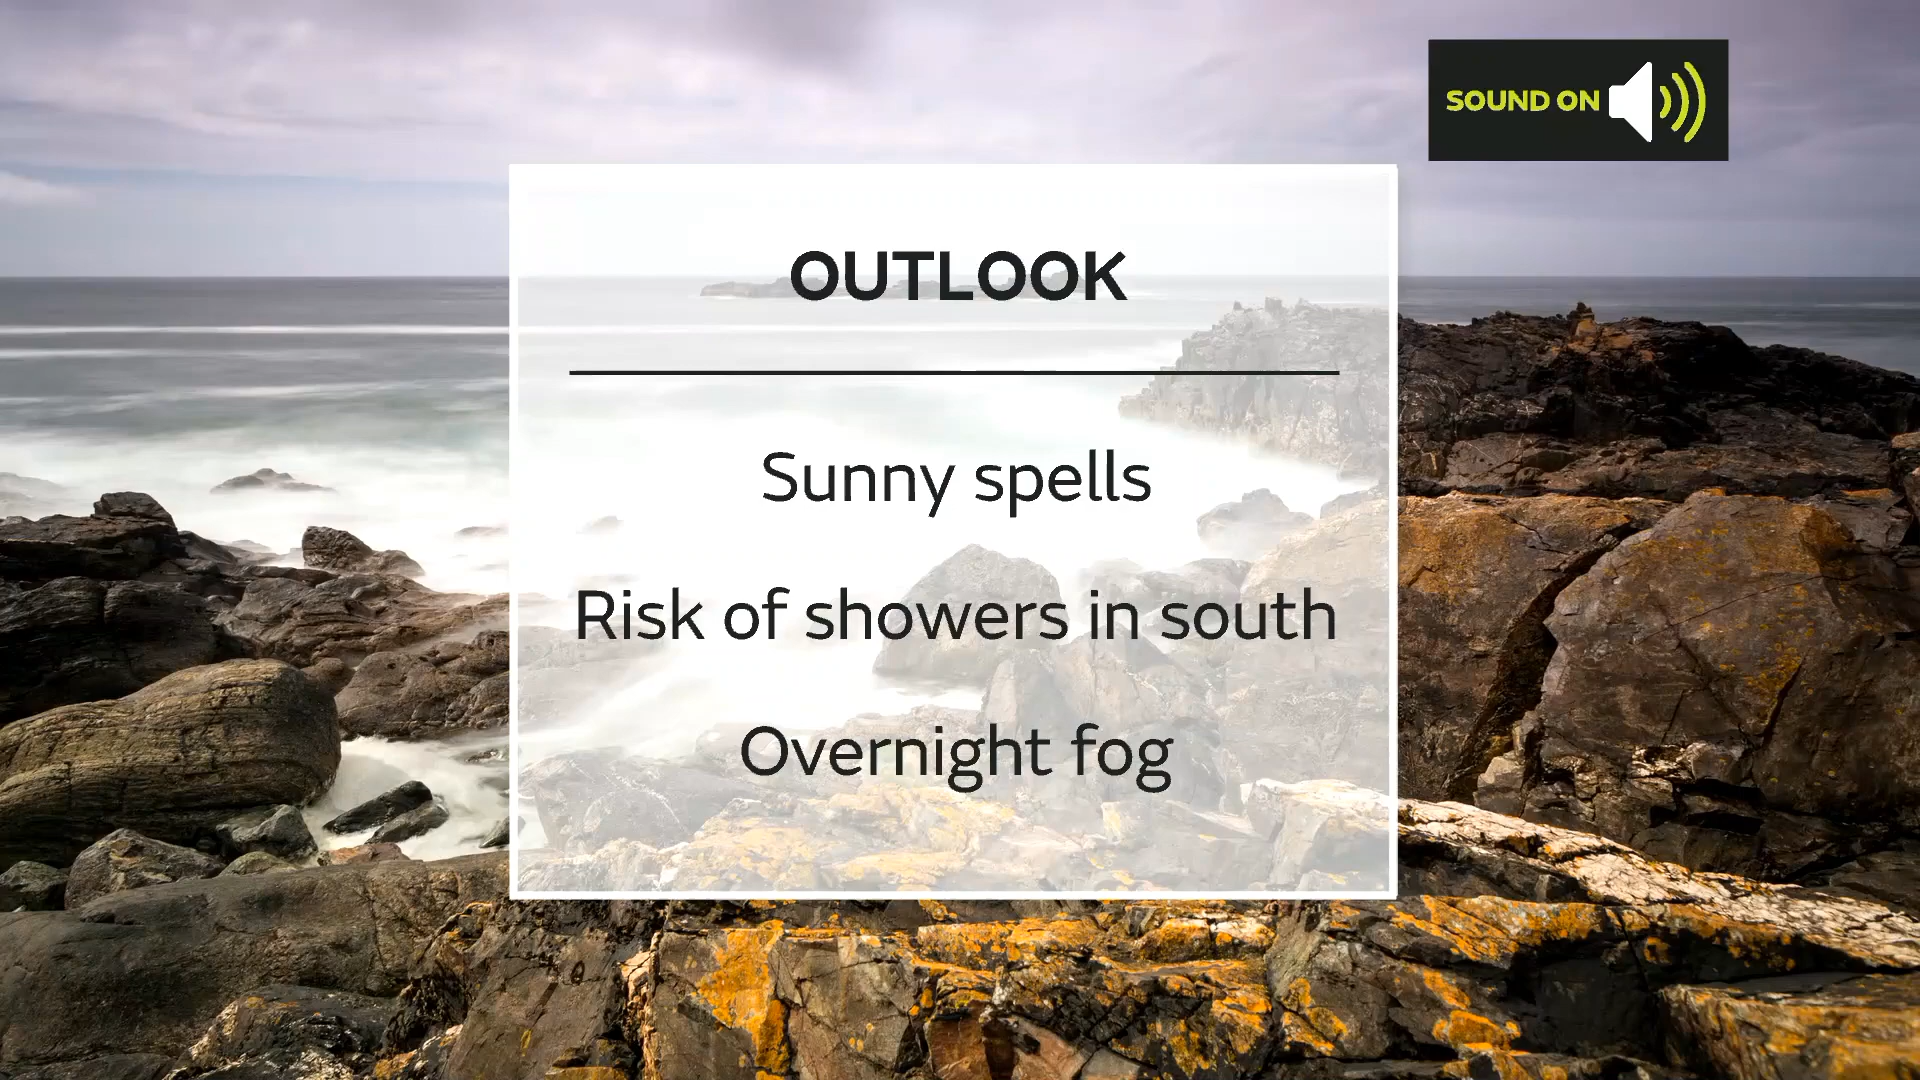 SOUND ON
OUTLOOK
Sunny spells
Risk of showers in south
Overnight fog